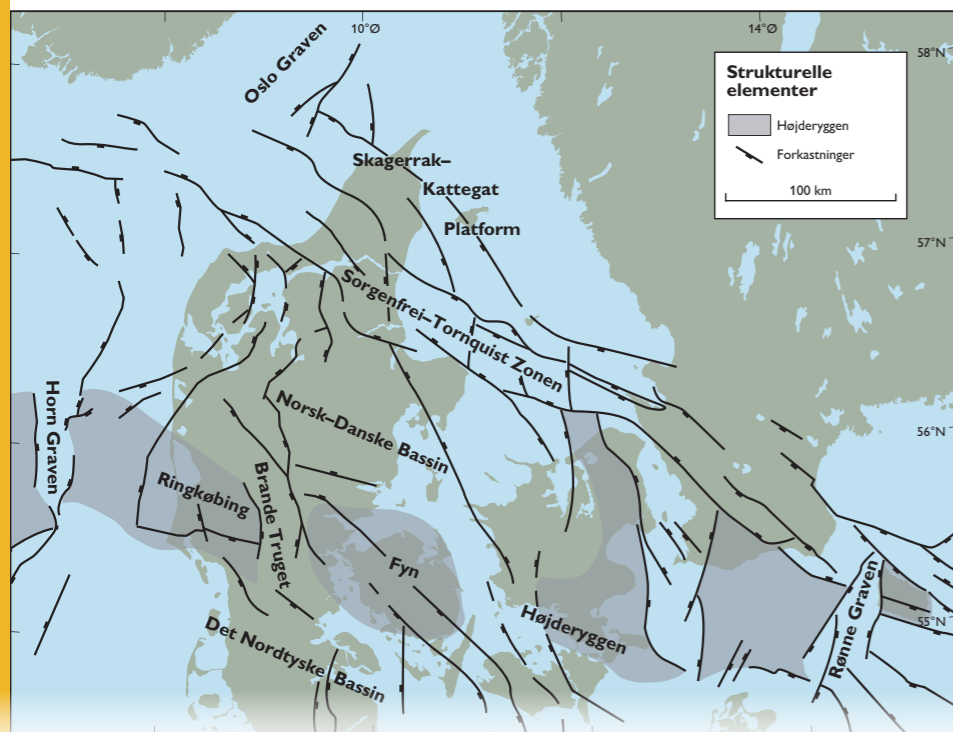 10°Ø
14°Ø
58°N
Oslo Graven
Strukturelle
elementer
Højderyggen
Forkastninger
100 km
Skagerrak–
Kattegat
Platform
57°N
Sorgenfrei–Tornquist Zonen
Horn Graven
Norsk–Danske Bassin
56°N
Ringkøbing
Brande Truget
Fyn
Højderyggen
Rønne Graven
55°N
Det Nordtyske Bassin